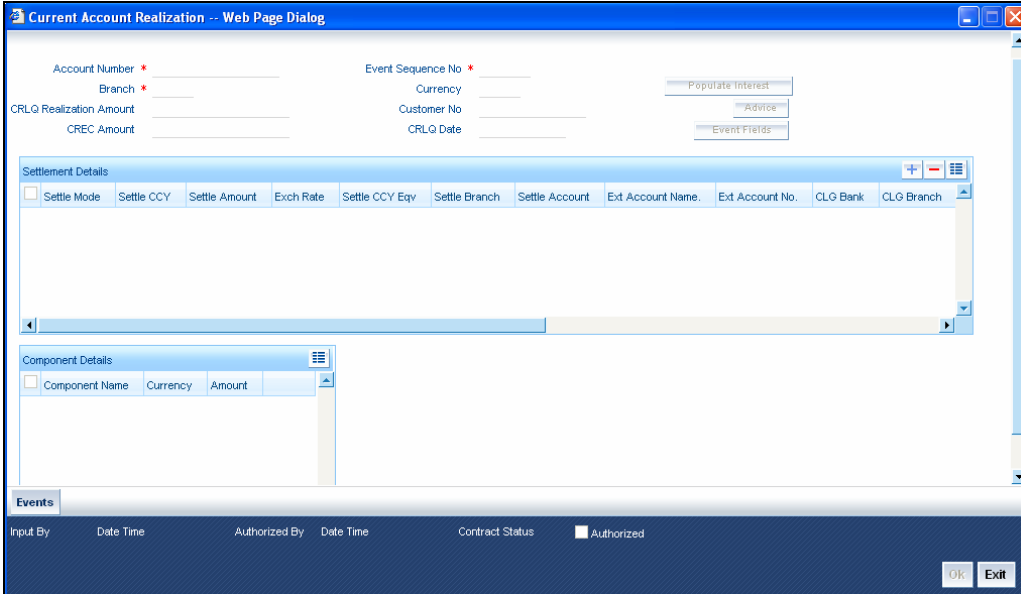 Current Account Realization -- Web Page Dialog
Account Number * Event Sequence No *
Branch * Currency Populate Interest
CRLQ Realization Amount Customer No Advice
CREC Amount CRLQ Date Event Fields
Settlement Details
Settle Mode Settle CCY Settle Amount Exch Rate Settle CCY Eqv Settle Branch Settle Account Ext Account Name. Ext Account No. CLG Bank CLG Branch
Component Details
Component Name Currency Amount
Events
Input By Date Time Authorized By Date Time Contract Status Authorized
Ok Exit